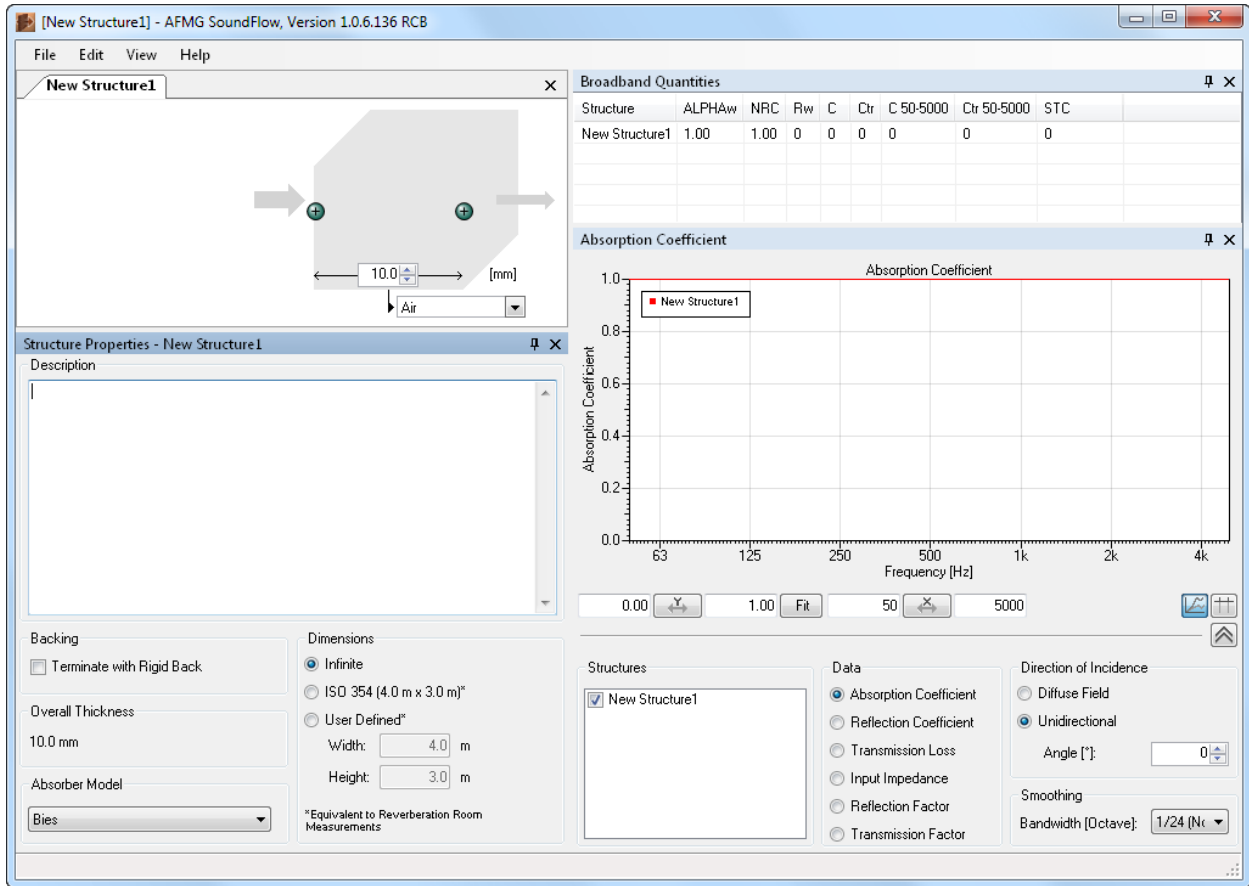 [New Structure1] - AFMG SoundFlow, Version 1.0.6.136 RCB
File Edit View Help
New Structure1
10.0 [mm]
Air
Structure Properties - New Structure1
Description
Backing
Terminate with Rigid Back
Overall Thickness
10.0 mm
Absorber Model
Bies
Dimensions
Infinite
ISO 354 (4.0 m x 3.0 m)*
User Defined*
Width: 4.0 m
Height: 3.0 m
*Equivalent to Reverberation Room
Measurements
Broadband Quantities
Structure ALPHAw NRC Rw C Ctr C 50-5000 Ctr 50-5000 STC
New Structure1 1.00 1.00 0 0 0 0 0 0
Absorption Coefficient
Absorption Coefficient
New Structure1
Absorption Coefficient
1.0
0.8
0.6
0.4
0.2
0.0
63 125 250 500 1k 2k 4k
Frequency [Hz]
0.00 Y 1.00 Fit 50 X 5000
Structures
New Structure1
Data
Absorption Coefficient
Reflection Coefficient
Transmission Loss
Input Impedance
Reflection Factor
Transmission Factor
Direction of Incidence
Diffuse Field
Unidirectional
Angle [°]: 0
Smoothing
Bandwidth [Octave]: 1/24 (No